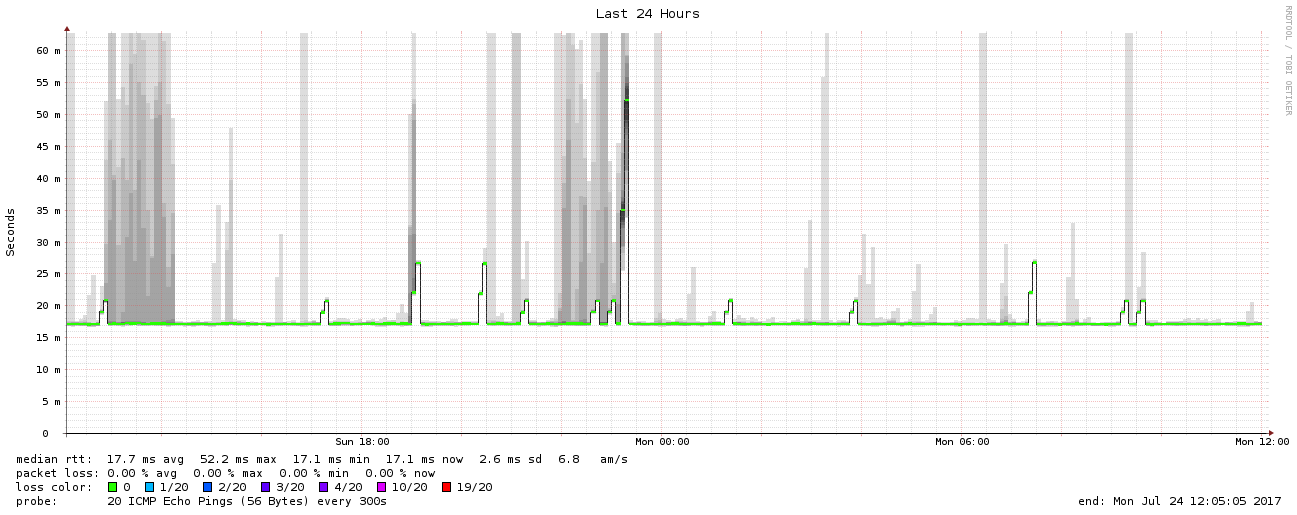 Last 24 Hours
RRDTOOL / TOBI OETIKER
Seconds
60 m
55 m
50 m
45 m
40 m
35 m
30 m
25 m
20 m
15 m
10 m
5 m
0
Sun 18:00 Mon 00:00 Mon 06:00 Mon 12:00
median rtt: 17.7 ms avg 52.2 ms max 17.1 ms min 17.1 ms now 2.6 ms sd 6.8 am/s
packet loss: 0.00 % avg 0.00 % max 0.00 % min 0.00 % now
loss color: 0 1/20 2/20 3/20 4/20 10/20 19/20
probe: 20 ICMP Echo Pings (56 Bytes) every 300s end: Mon Jul 24 12:05:05 2017